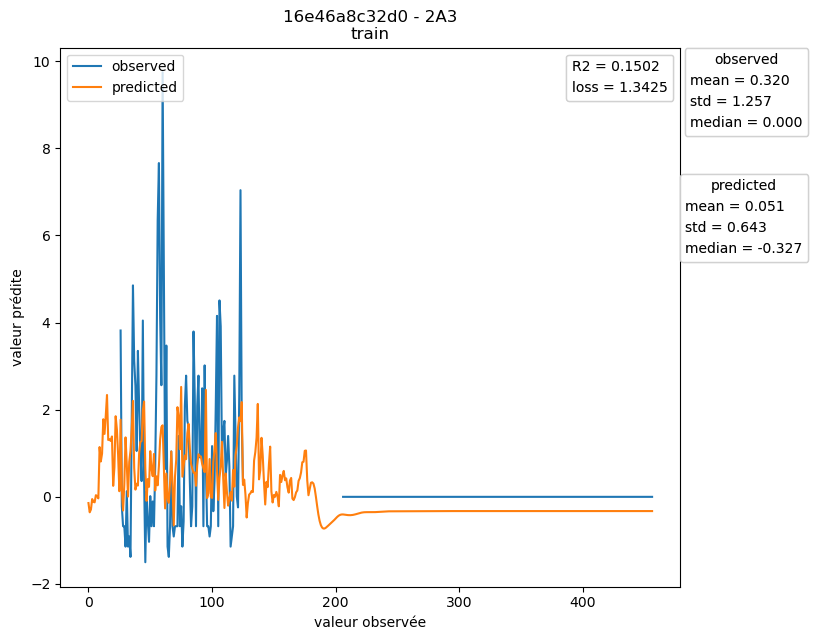 16e46a8c32d0 - 2A3
train
observed
predicted
R2 = 0.1502
loss = 1.3425
observed
mean = 0.320
std = 1.257
median = 0.000
predicted
mean = 0.051
std = 0.643
median = -0.327
valeur prédite
10
8
6
4
2
0
−2
0
100
200
300
400
valeur observée